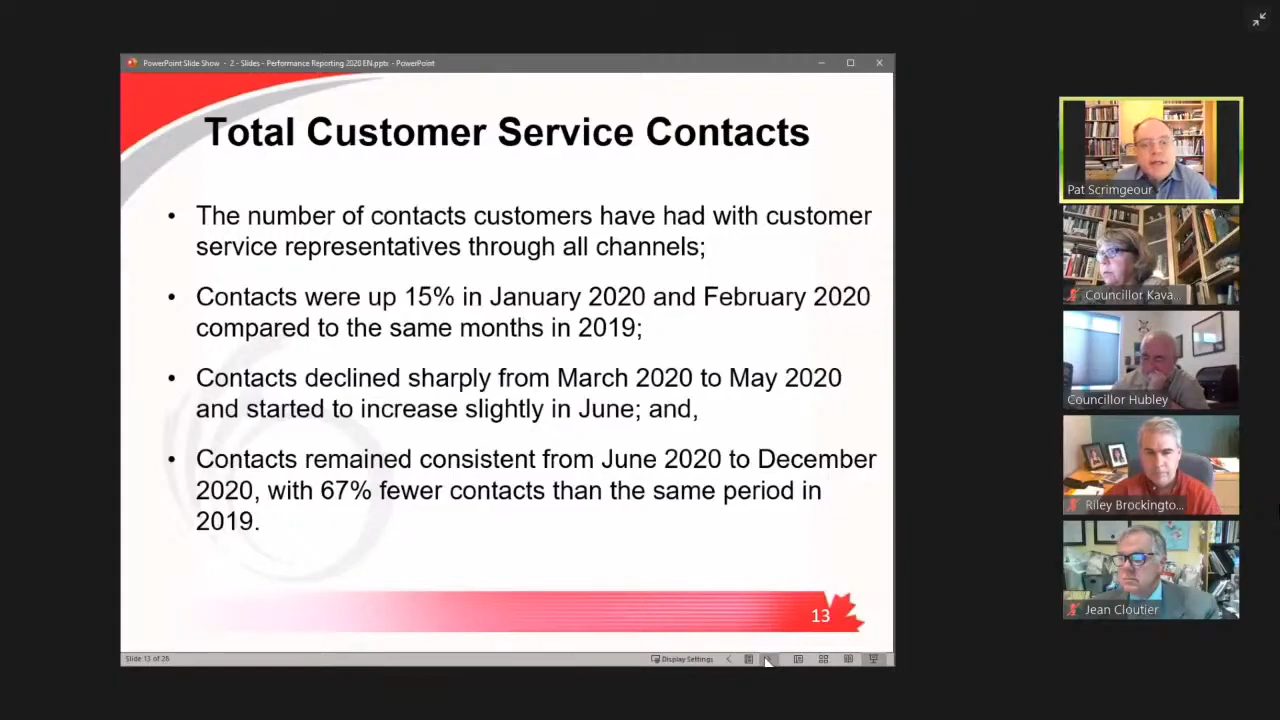 PowerPoint Slide Show - 2 - Slides - Performance Reporting 2020 EN.pptx - PowerPoint
Total Customer Service Contacts
• The number of contacts customers have had with customer
service representatives through all channels;
• Contacts were up 15% in January 2020 and February 2020
compared to the same months in 2019;
• Contacts declined sharply from March 2020 to May 2020
and started to increase slightly in June; and,
• Contacts remained consistent from June 2020 to December
2020, with 67% fewer contacts than the same period in
2019.
13
Slide 13 of 26
Display Settings
Pat Scrimgeour
Councillor Kava...
Councillor Hubley
Riley Brockingto...
Jean Cloutier